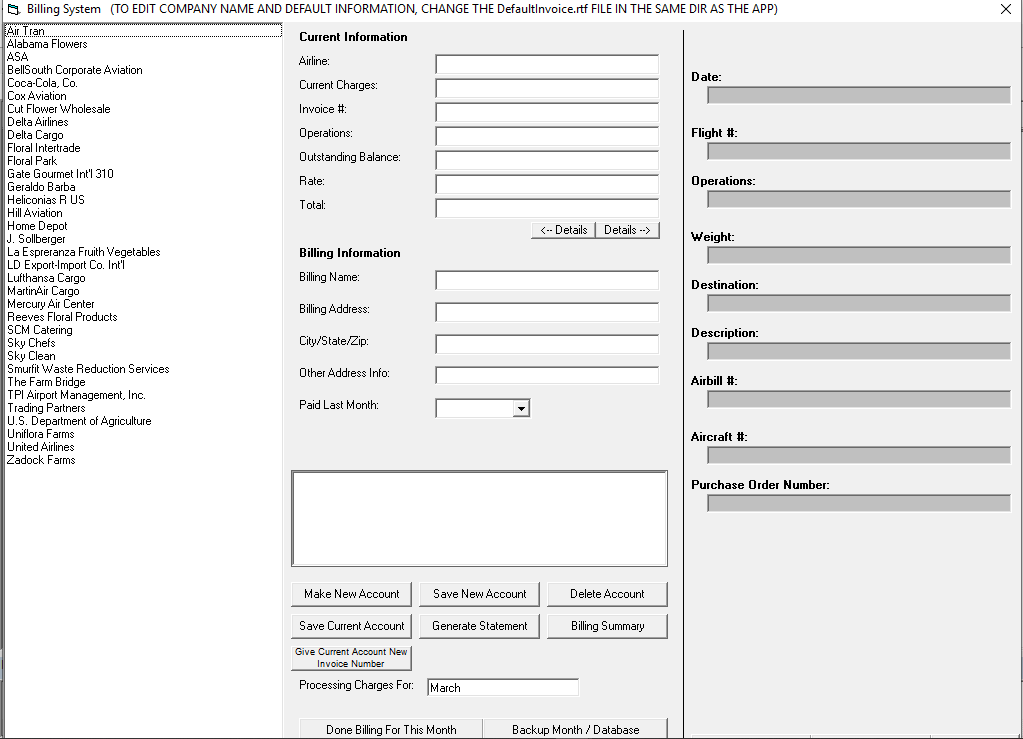 Billing System (TO EDIT COMPANY NAME AND DEFAULT INFORMATION, CHANGE THE DefaultInvoice.rtf FILE IN THE SAME DIR AS THE APP)
Air Tran
Alabama Flowers
ASA
BellSouth Corporate Aviation
Coca-Cola, Co.
Cox Aviation
Cut Flower Wholesale
Delta Airlines
Delta Cargo
Floral Intertrade
Floral Park
Gate Gourmet Int'l 310
Geraldo Barba
Heliconias R US
Hill Aviation
Home Depot
J. Sollberger
La Espreranza Fruith Vegetables
LD Export-Import Co. Int'l
Lufthansa Cargo
MartinAir Cargo
Mercury Air Center
Reeves Floral Products
SCM Catering
Sky Chefs
Sky Clean
Smurfit Waste Reduction Services
The Farm Bridge
TPI Airport Management, Inc.
Trading Partners
U.S. Department of Agriculture
Uniflora Farms
United Airlines
Zadock Farms
Current Information
Airline:
Current Charges:
Invoice #:
Operations:
Outstanding Balance:
Rate:
Total:
<-- Details
Details -->
Billing Information
Billing Name:
Billing Address:
City/State/Zip:
Other Address Info:
Paid Last Month:
Make New Account
Save New Account
Delete Account
Save Current Account
Generate Statement
Billing Summary
Give Current Account New
Invoice Number
Processing Charges For:
March
Done Billing For This Month
Backup Month / Database
Date:
Flight #:
Operations:
Weight:
Destination:
Description:
Airbill #:
Aircraft #:
Purchase Order Number: